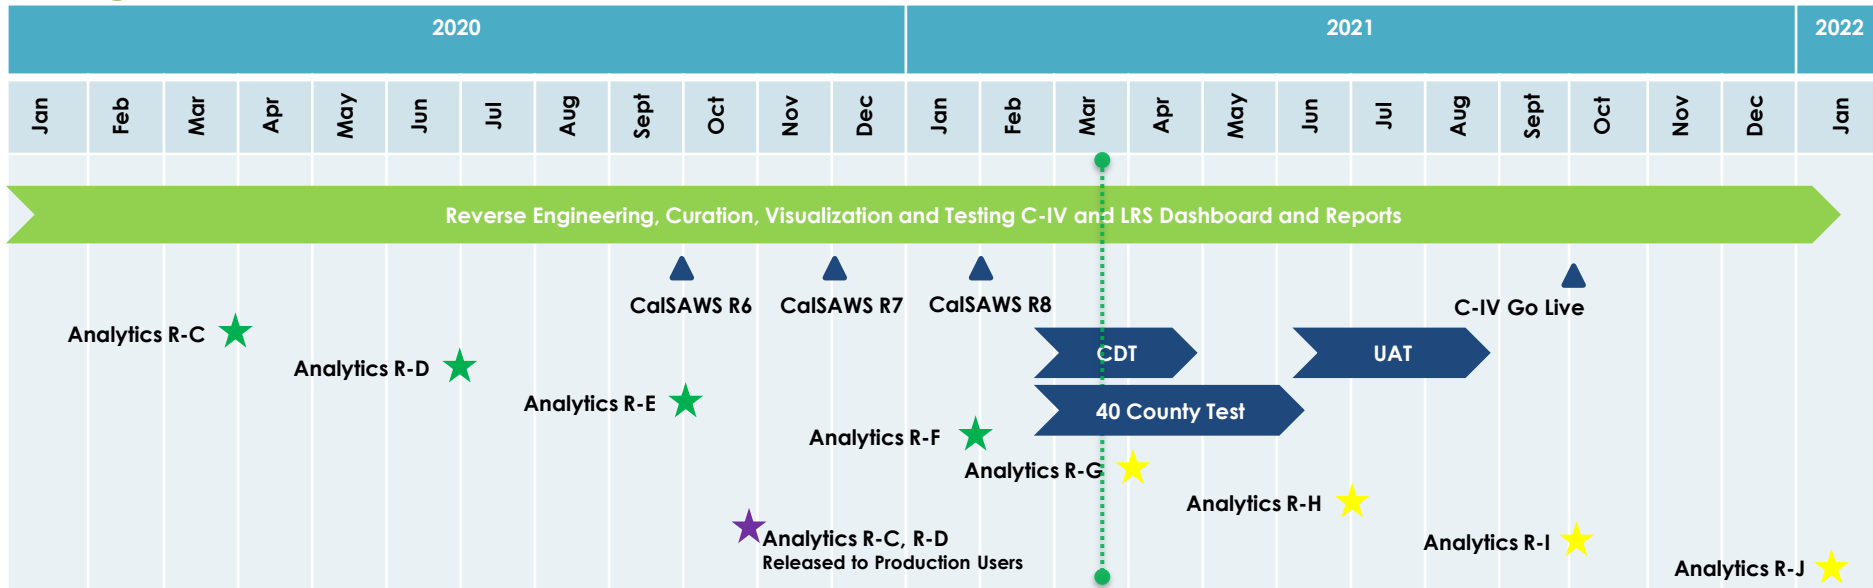 2020
2021
2022
Jan
Feb
Mar
Apr
May
Jun
Jul
Aug
Sept
Oct
Nov
Dec
Jan
Feb
Mar
Apr
May
Jun
Jul
Aug
Sept
Oct
Nov
Dec
Jan
Reverse Engineering, Curation, Visualization and Testing C-IV and LRS Dashboard and Reports
CalSAWS R6
CalSAWS R7
CalSAWS R8
C-IV Go Live
Analytics R-C
Analytics R-D
CDT
UAT
Analytics R-E
40 County Test
Analytics R-F
Analytics R-G
Analytics R-H
Analytics R-C, R-D
Released to Production Users
Analytics R-I
Analytics R-J